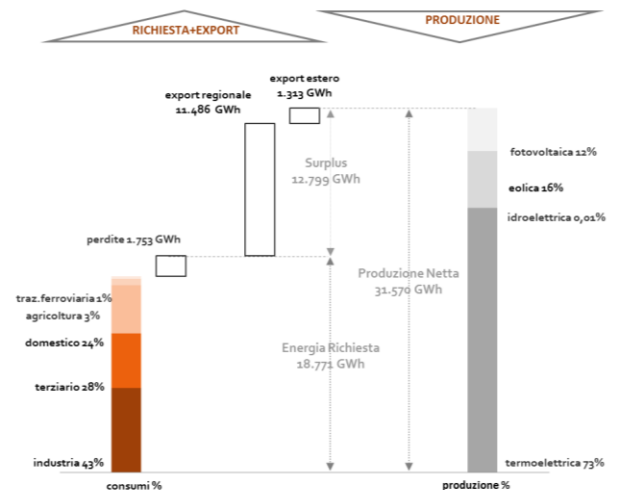 RICHIESTA+EXPORT
PRODUZIONE
export estero
1.313 GWh
export regionale
11.486 GWh
fotovoltaica 12%
Surplus
12.799 GWh
eolica 16%
idroelettrica 0,01%
perdite 1.753 GWh
Produzione Netta
31.570 GWh
traz.ferroviaria 1%
agricoltura 3%
domestico 24%
Energia Richiesta
18.771 GWh
terziario 28%
industria 43%
termoelettrica 73%
consumi %
produzione %